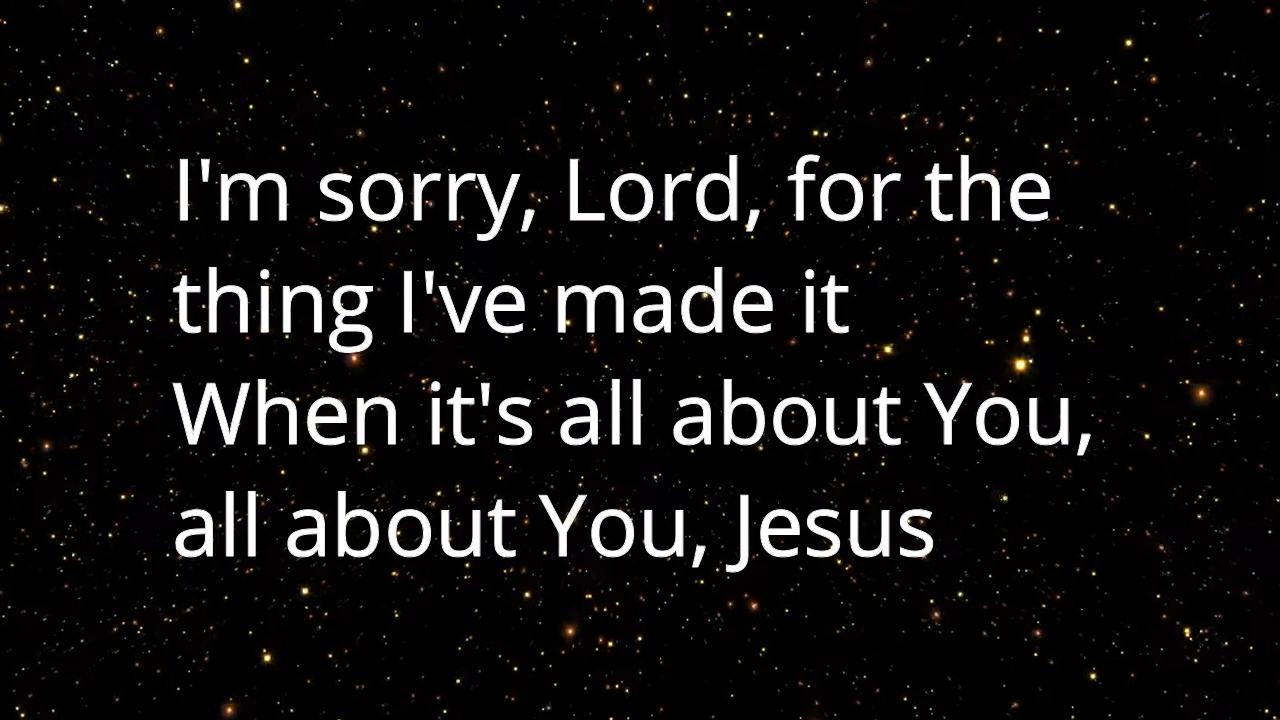 I'm sorry, Lord, for the
thing I've made it
When it's all about You,
all about You, Jesus